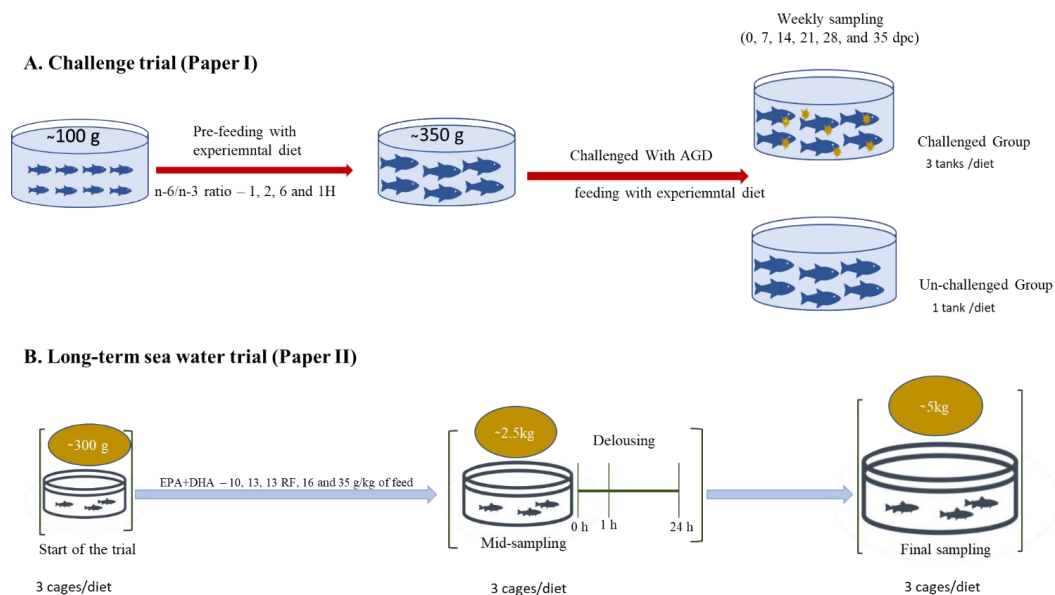 Weekly sampling
(0, 7, 14, 21, 28, and 35 dpc)
A. Challenge trial (Paper I)
~100 g
Pre-feeding with
experiemntal diet
n-6/n-3 ratio – 1, 2, 6 and 1H
~350 g
Challenged With AGD
feeding with experiemntal diet
Challenged Group
3 tanks /diet
Un-challenged Group
1 tank /diet
B. Long-term sea water trial (Paper II)
~300 g
Start of the trial
3 cages/diet
EPA+DHA – 10, 13, 13 RF, 16 and 35 g/kg of feed
~2.5kg
Delousing
0 h
1 h
24 h
Mid-sampling
3 cages/diet
~5kg
Final sampling
3 cages/diet